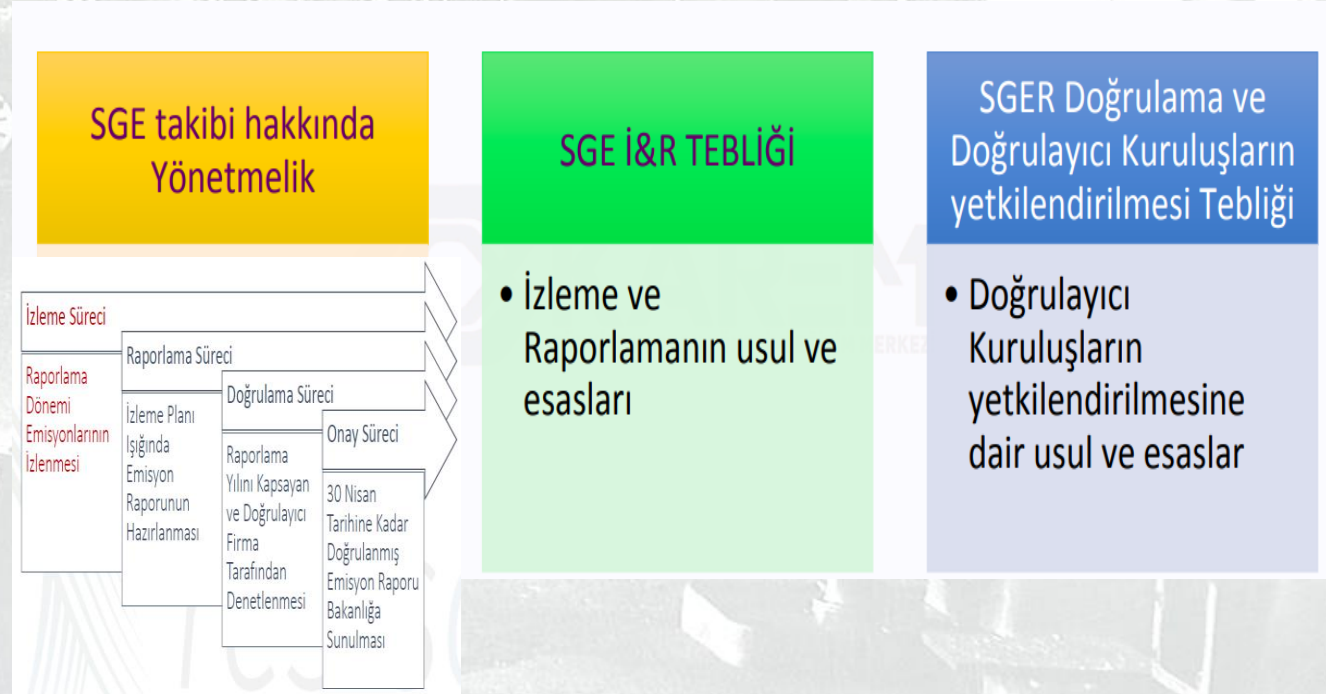 SGE takibi hakkında
Yönetmelik
İzleme Süreci
Raporlama
Dönemi
Emisyonlarının
İzlenmesi
Raporlama Süreci
İzleme Planı
Işığında
Emisyon
Raporunun
Hazırlanması
Doğrulama Süreci
Raporlama
Yılını Kapsayan
ve Doğrulayıcı
Firma
Tarafından
Denetlenmesi
Onay Süreci
30 Nisan
Tarihine Kadar
Doğrulanmış
Emisyon Raporu
Bakanlığa
Sunulması
SGE İ&R TEBLİĞİ
• İzleme ve
Raporlamanın usul ve
esasları
SGER Doğrulama ve
Doğrulayıcı Kuruluşların
yetkilendirilmesi Tebliği
• Doğrulayıcı
Kuruluşların
yetkilendirilmesine
dair usul ve esaslar